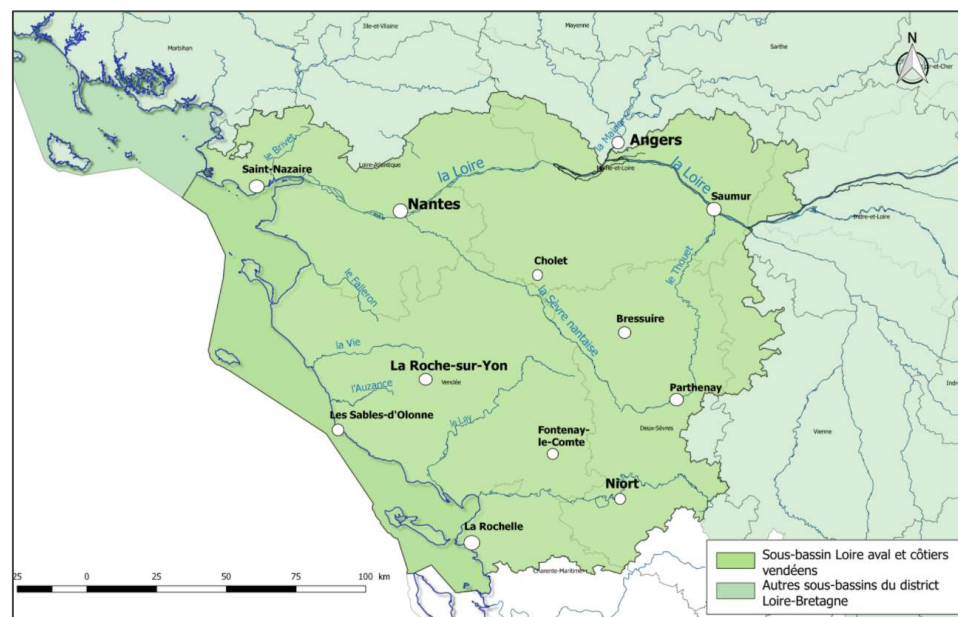 Ille-et-Vilaine
Mayenne
Morbihan
Sarthe
N
Loir-et-Cher
la Maine
Angers
le Brivet
Loire-Atlantique
la Loire
Maine-et-Loire
la Loire
Saint-Nazaire
Saumur
Nantes
Indre-et-Loire
Cholet
le Thouet
le Falleron
la Sèvre nantaise
Bressuire
la Vie
La Roche-sur-Yon
Vendée
l'Auzance
Parthenay
Les Sables-d'Olonne
le Lay
Fontenay-
le-Comte
Deux-Sèvres
Vienne
Niort
La Rochelle
Charente-Maritime
25 0 25 50 75 100 km
Sous-bassin Loire aval et côtiers
vendéens
Autres sous-bassins du district
Loire-Bretagne